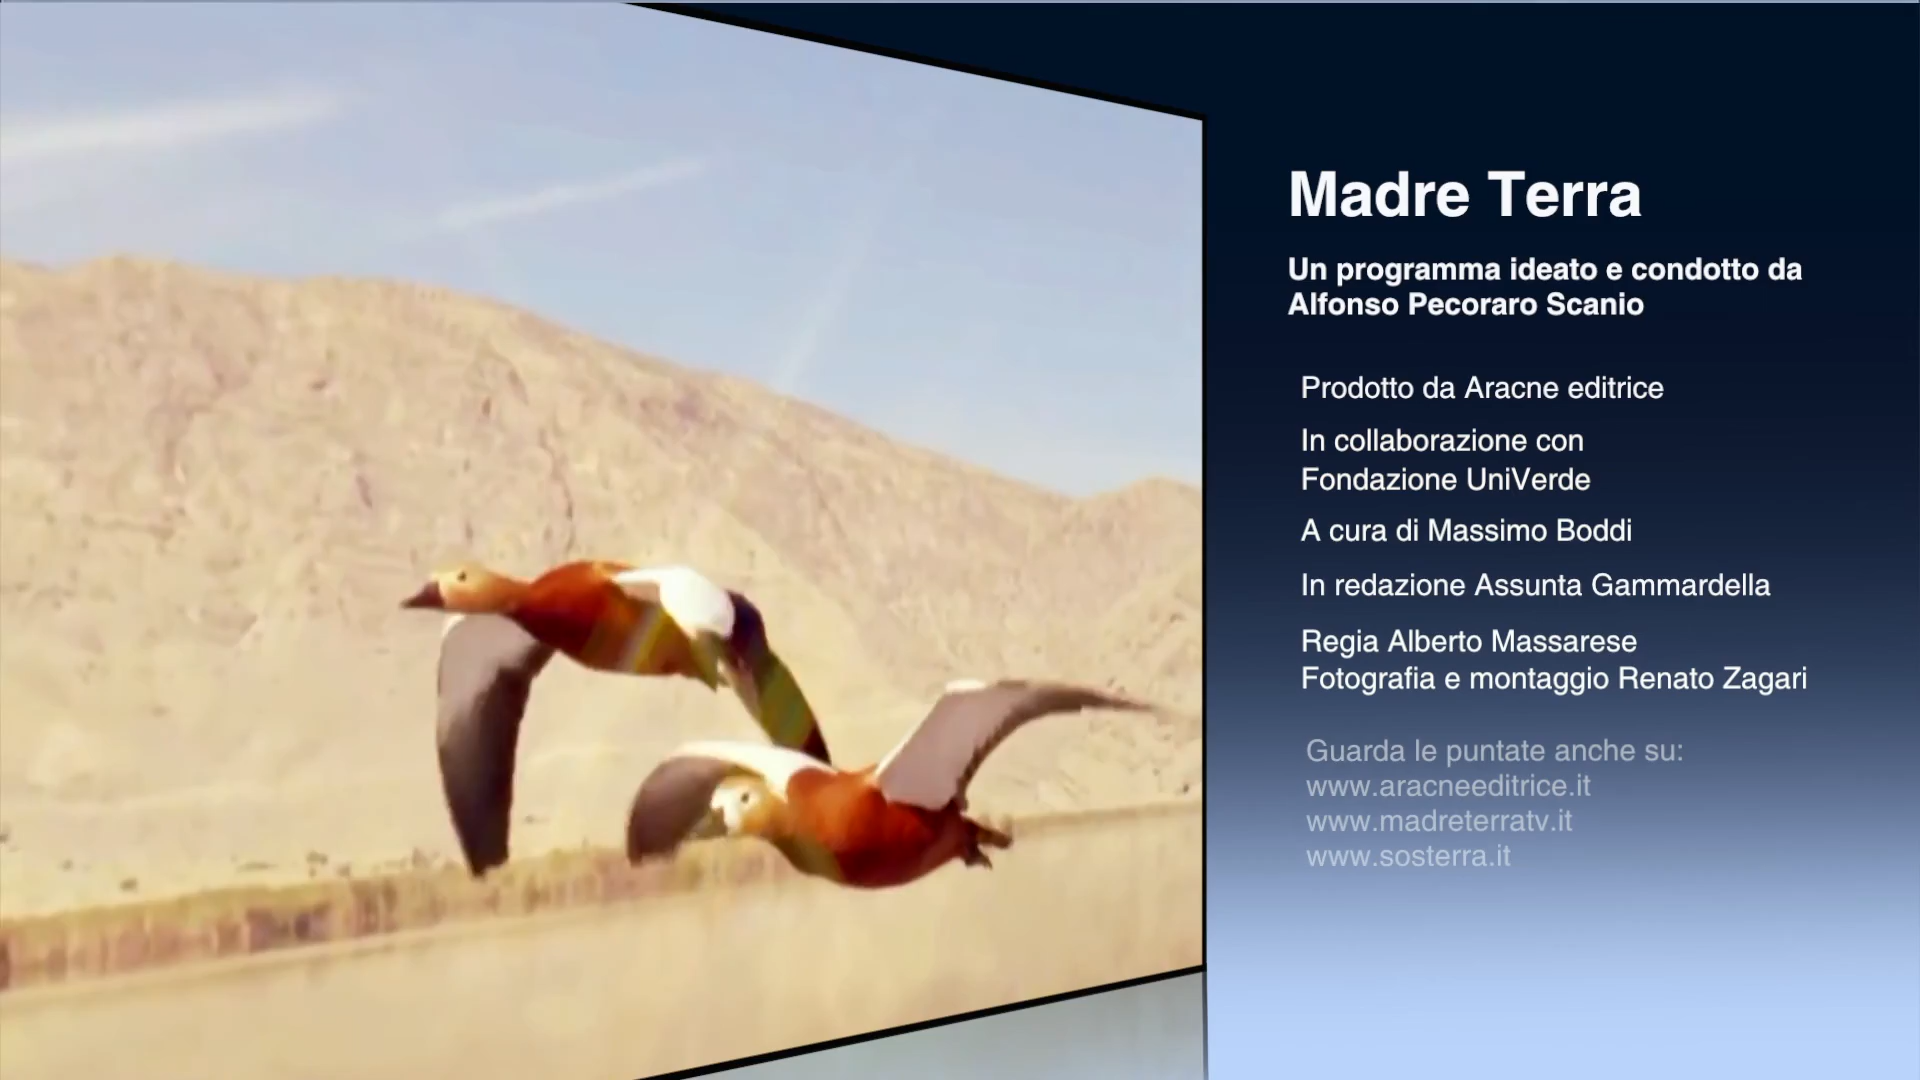 Madre Terra
Un programma ideato e condotto da
Alfonso Pecoraro Scanio
Prodotto da Aracne editrice
In collaborazione con
Fondazione UniVerde
A cura di Massimo Boddi
In redazione Assunta Gammardella
Regia Alberto Massarese
Fotografia e montaggio Renato Zagari
Guarda le puntate anche su:
www.aracneeditrice.it
www.madreterratv.it
www.sosterra.it